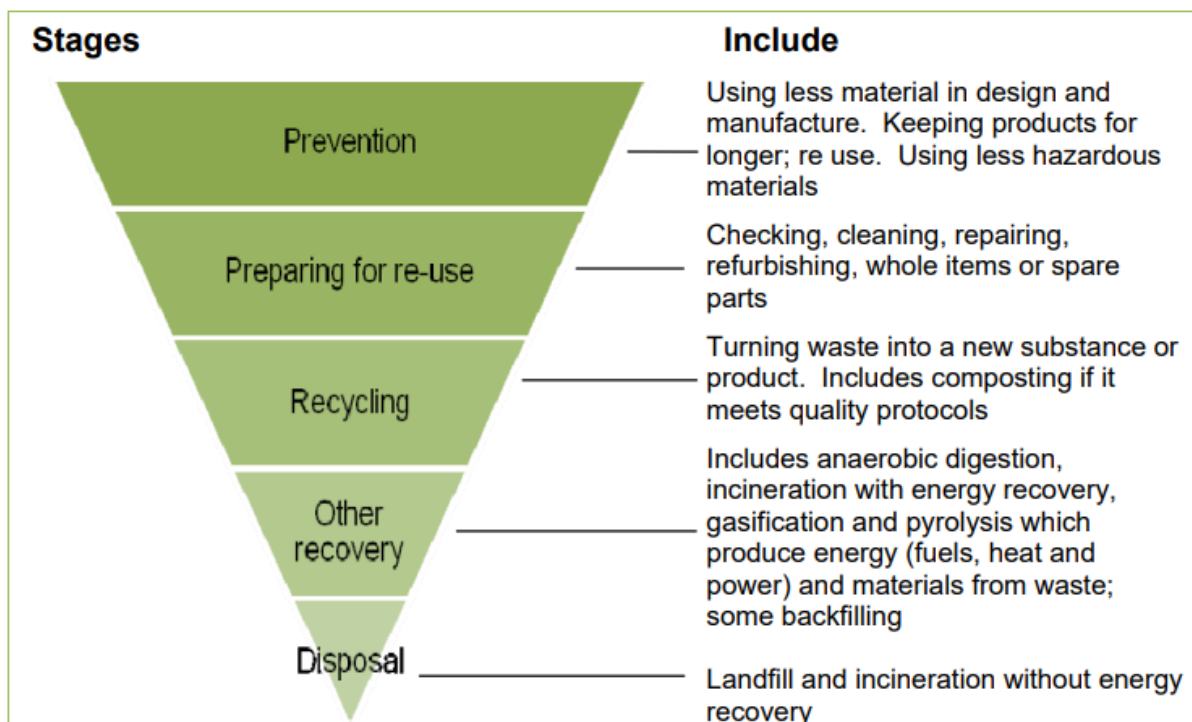 Stages
Include
Prevention
Using less material in design and
manufacture.  Keeping products for
longer; re use.  Using less hazardous
materials
Preparing for re-use
Checking, cleaning, repairing,
refurbishing, whole items or spare
parts
Recycling
Turning waste into a new substance or
product.  Includes composting if it
meets quality protocols
Other
recovery
Includes anaerobic digestion,
incineration with energy recovery,
gasification and pyrolysis which
produce energy (fuels, heat and
power) and materials from waste;
some backfilling
Disposal
Landfill and incineration without energy
recovery